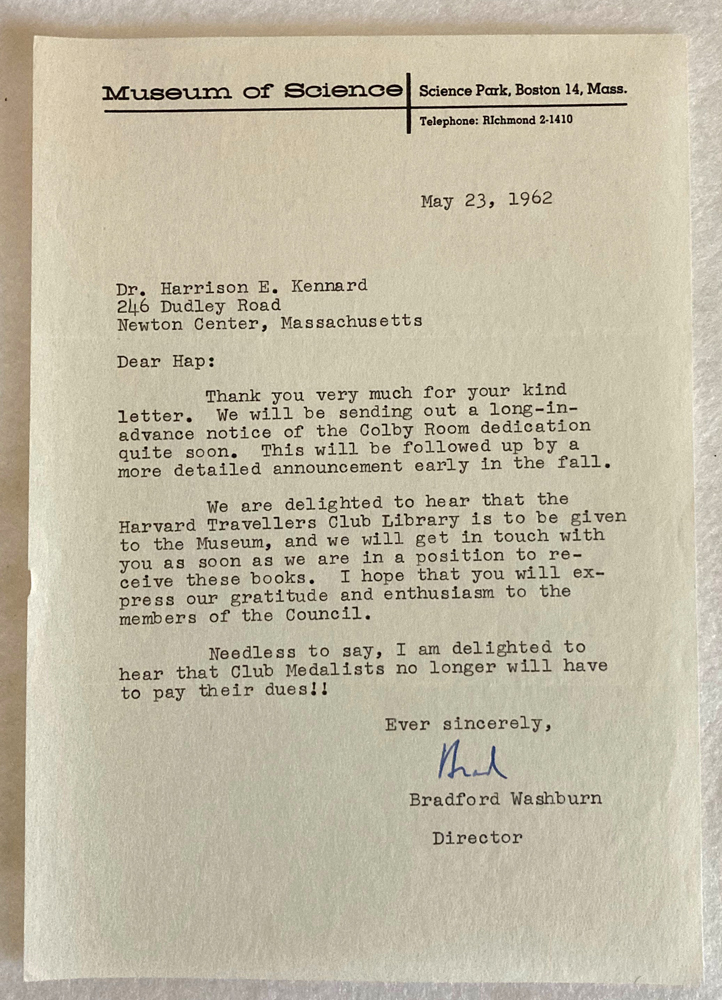 Museum of Science
Science Park, Boston 14, Mass.
Telephone: RIchmond 2-1410
May 23, 1962
Dr. Harrison E. Kennard
246 Dudley Road
Newton Center, Massachusetts
Dear Hap:
Thank you very much for your kind
letter. We will be sending out a long-in-
advance notice of the Colby Room dedication
quite soon. This will be followed up by a
more detailed announcement early in the fall.
We are delighted to hear that the
Harvard Travellers Club Library is to be given
to the Museum, and we will get in touch with
you as soon as we are in a position to re-
ceive these books. I hope that you will ex-
press our gratitude and enthusiasm to the
members of the Council.
Needless to say, I am delighted to
hear that Club Medalists no longer will have
to pay their dues!!
Ever sincerely,
Brad
Bradford Washburn
Director